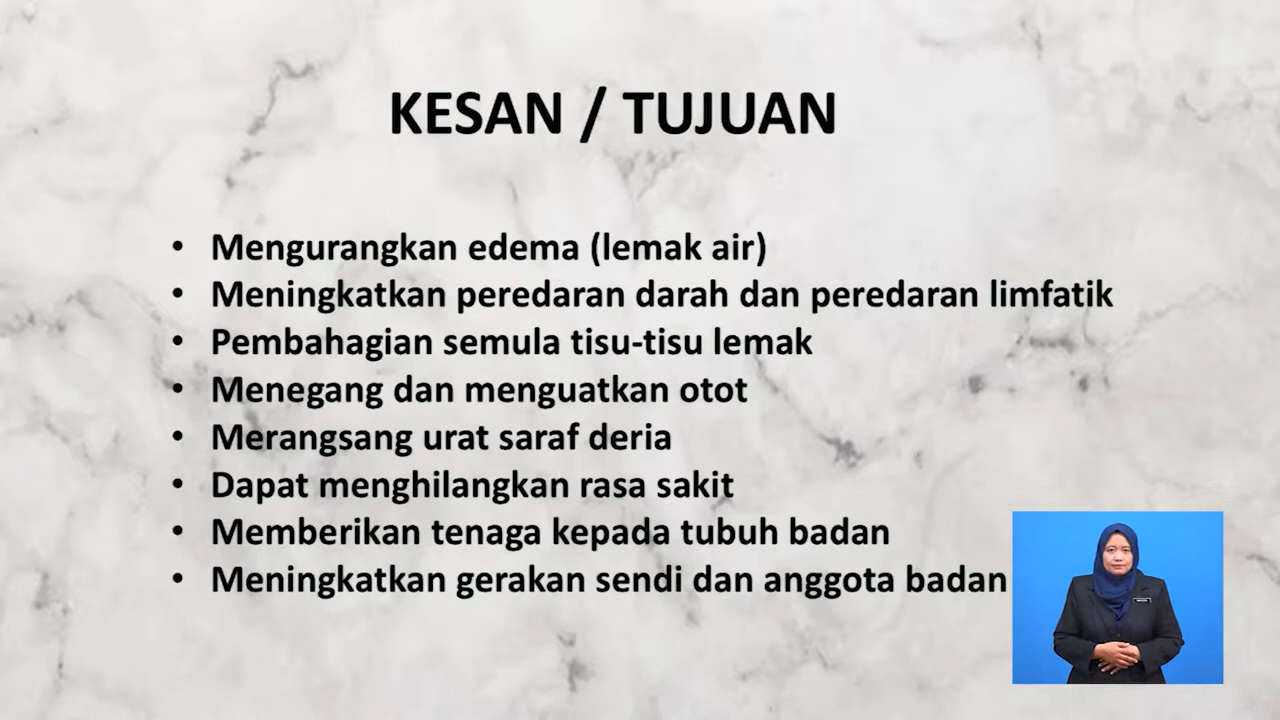 KESAN / TUJUAN
• Mengurangkan edema (lemak air)
• Meningkatkan peredaran darah dan peredaran limfatik
• Pembahagian semula tisu-tisu lemak
• Menegang dan menguatkan otot
• Merangsang urat saraf deria
• Dapat menghilangkan rasa sakit
• Memberikan tenaga kepada tubuh badan
• Meningkatkan gerakan sendi dan anggota badan